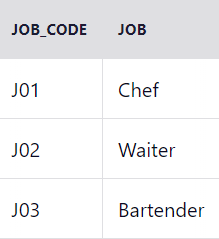 JOB_CODE JOB
J01 Chef
J02 Waiter
J03 Bartender